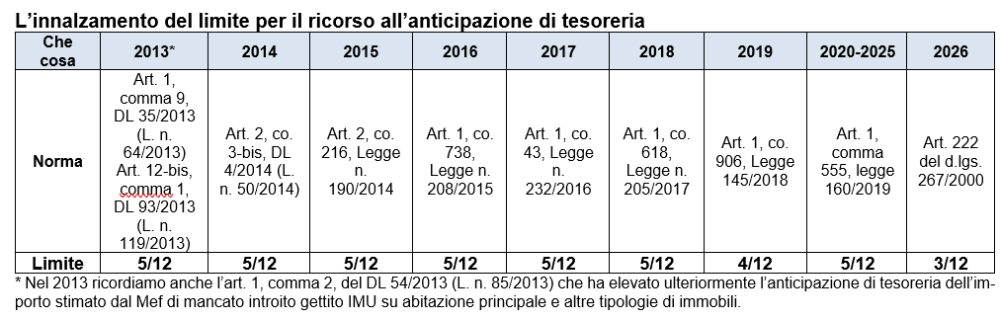 L’innalzamento del limite per il ricorso all’anticipazione di tesoreria
Che cosa 2013* 2014 2015 2016 2017 2018 2019 2020-2025 2026
Norma
Art. 1,
comma 9,
DL 35/2013
(L. n.
64/2013)
Art. 12-bis,
comma 1,
DL 93/2013
(L. n.
119/2013)
Art. 2, co.
3-bis, DL
4/2014 (L.
n. 50/2014)
Art. 2, co.
216, Legge
n.
190/2014
Art. 1, co.
738,
Legge n.
208/2015
Art. 1, co.
43, Legge
n.
232/2016
Art. 1, co.
618,
Legge n.
205/2017
Art. 1, co.
906, Legge
145/2018
Art. 1,
comma
555, legge
160/2019
Art. 222
del d.lgs.
267/2000
Limite 5/12 5/12 5/12 5/12 5/12 5/12 4/12 5/12 3/12
* Nel 2013 ricordiamo anche l’art. 1, comma 2, del DL 54/2013 (L. n. 85/2013) che ha elevato ulteriormente l’anticipazione di tesoreria dell’im-
porto stimato dal Mef di mancato introito gettito IMU su abitazione principale e altre tipologie di immobili.